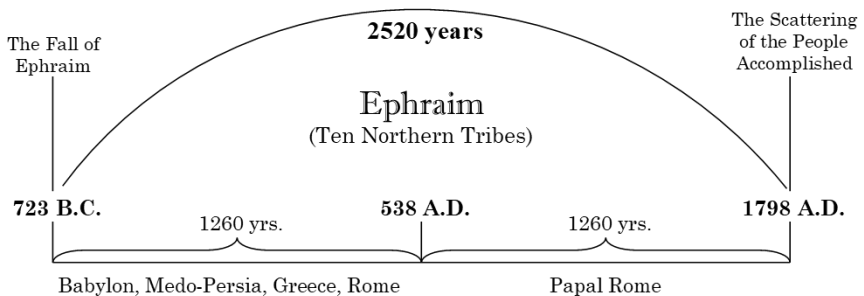 2520 years
The Fall of
Ephraim
The Scattering
of the People
Accomplished
Ephraim
(Ten Northern Tribes)
723 B.C.
538 A.D.
1798 A.D.
1260 yrs.
1260 yrs.
Babylon, Medo-Persia, Greece, Rome
Papal Rome